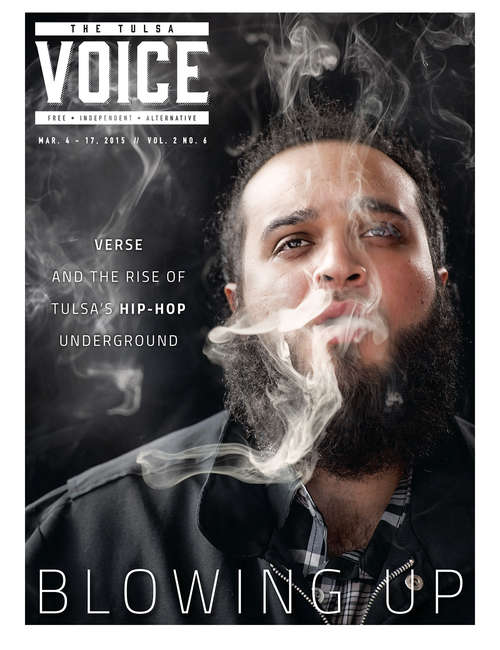 THE TULSA
VOICE
FREE • INDEPENDENT • ALTERNATIVE
MAR. 4 – 17, 2015 // VOL. 2 NO. 6
VERSE
AND THE RISE OF
TULSA'S HIP-HOP
UNDERGROUND
BLOWING UP